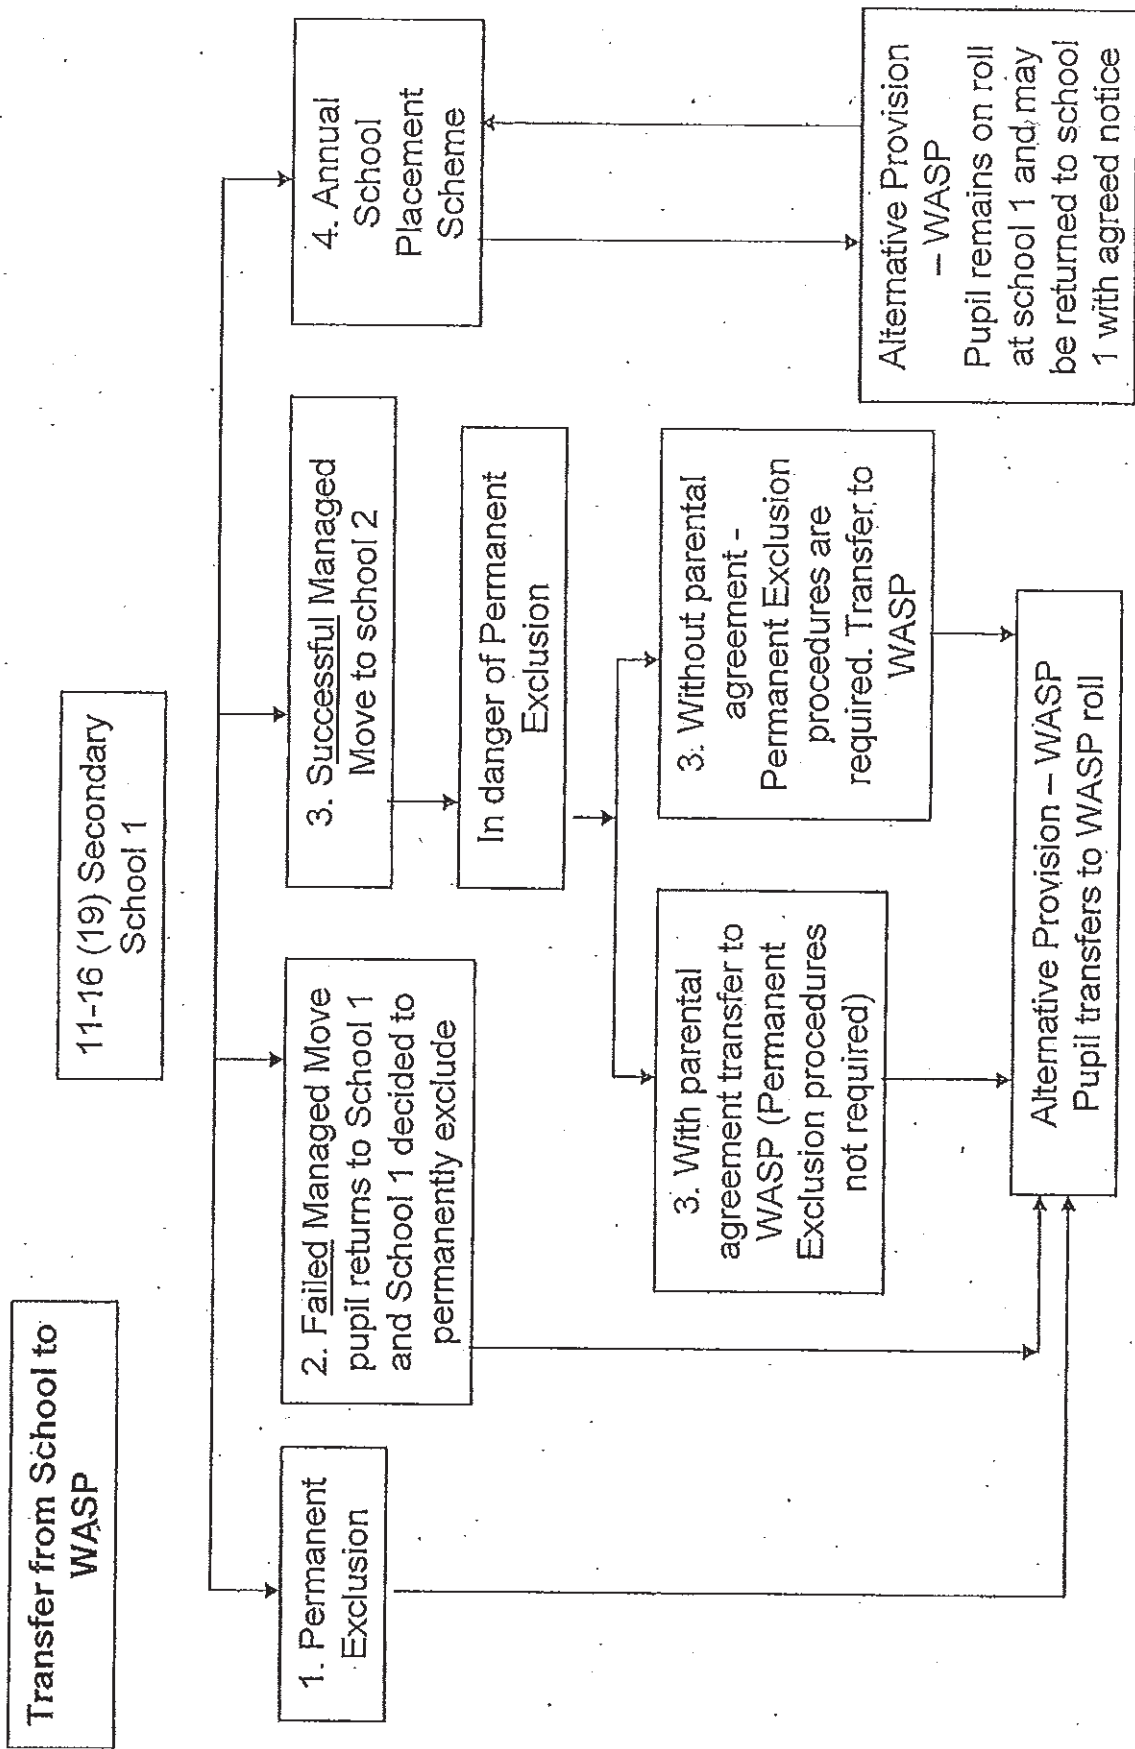 Transfer from School to
WASP
11-16 (19) Secondary
School 1
1. Permanent
Exclusion
2. Failed Managed Move
pupil returns to School 1
and School 1 decided to
permanently exclude
3. Successful Managed
Move to school 2
4. Annual
School
Placement
Scheme
In danger of Permanent
Exclusion
3. With parental
agreement transfer to
WASP (Permanent
Exclusion procedures
not required)
3. Without parental
agreement -
Permanent Exclusion
procedures are
required. Transfer to
WASP
Alternative Provision
– WASP
Pupil remains on roll
at school 1 and may
be returned to school
1 with agreed notice
Alternative Provision – WASP
Pupil transfers to WASP roll